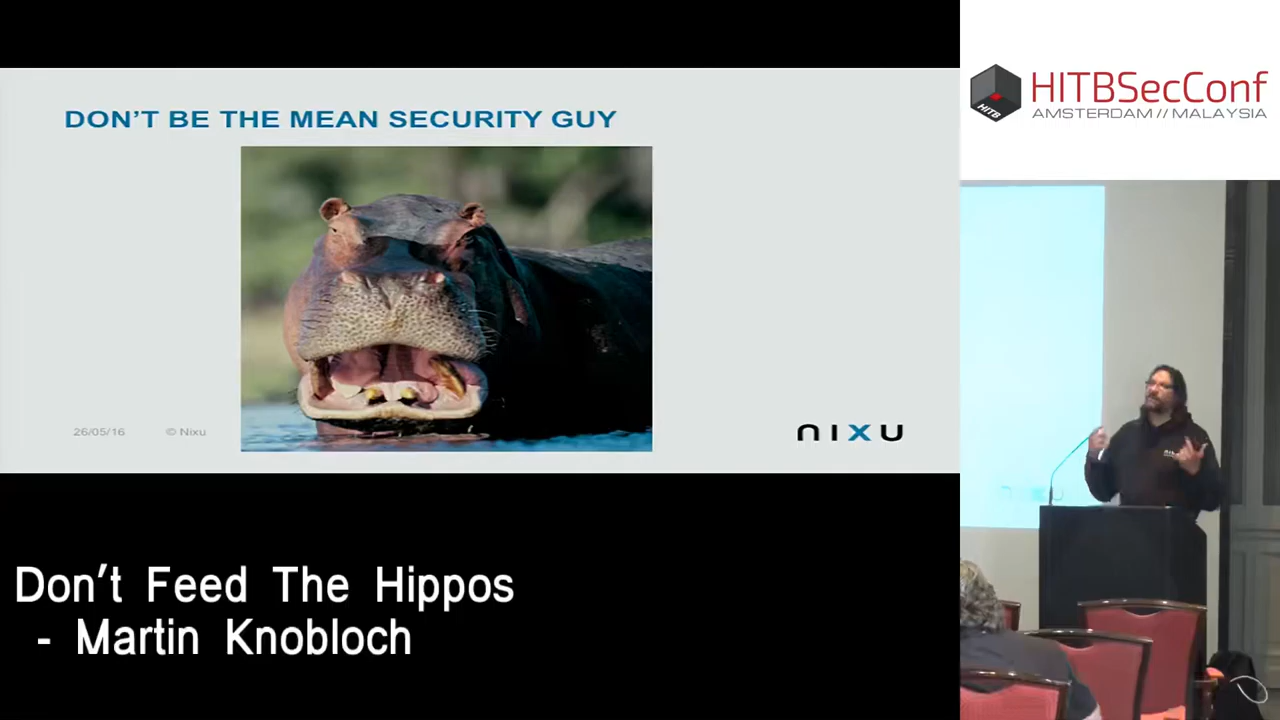 DON'T BE THE MEAN SECURITY GUY
26/05/16 © Nixu
NIXU
HITBSecConf
AMSTERDAM // MALAYSIA
HITB
Don't Feed The Hippos
- Martin Knobloch